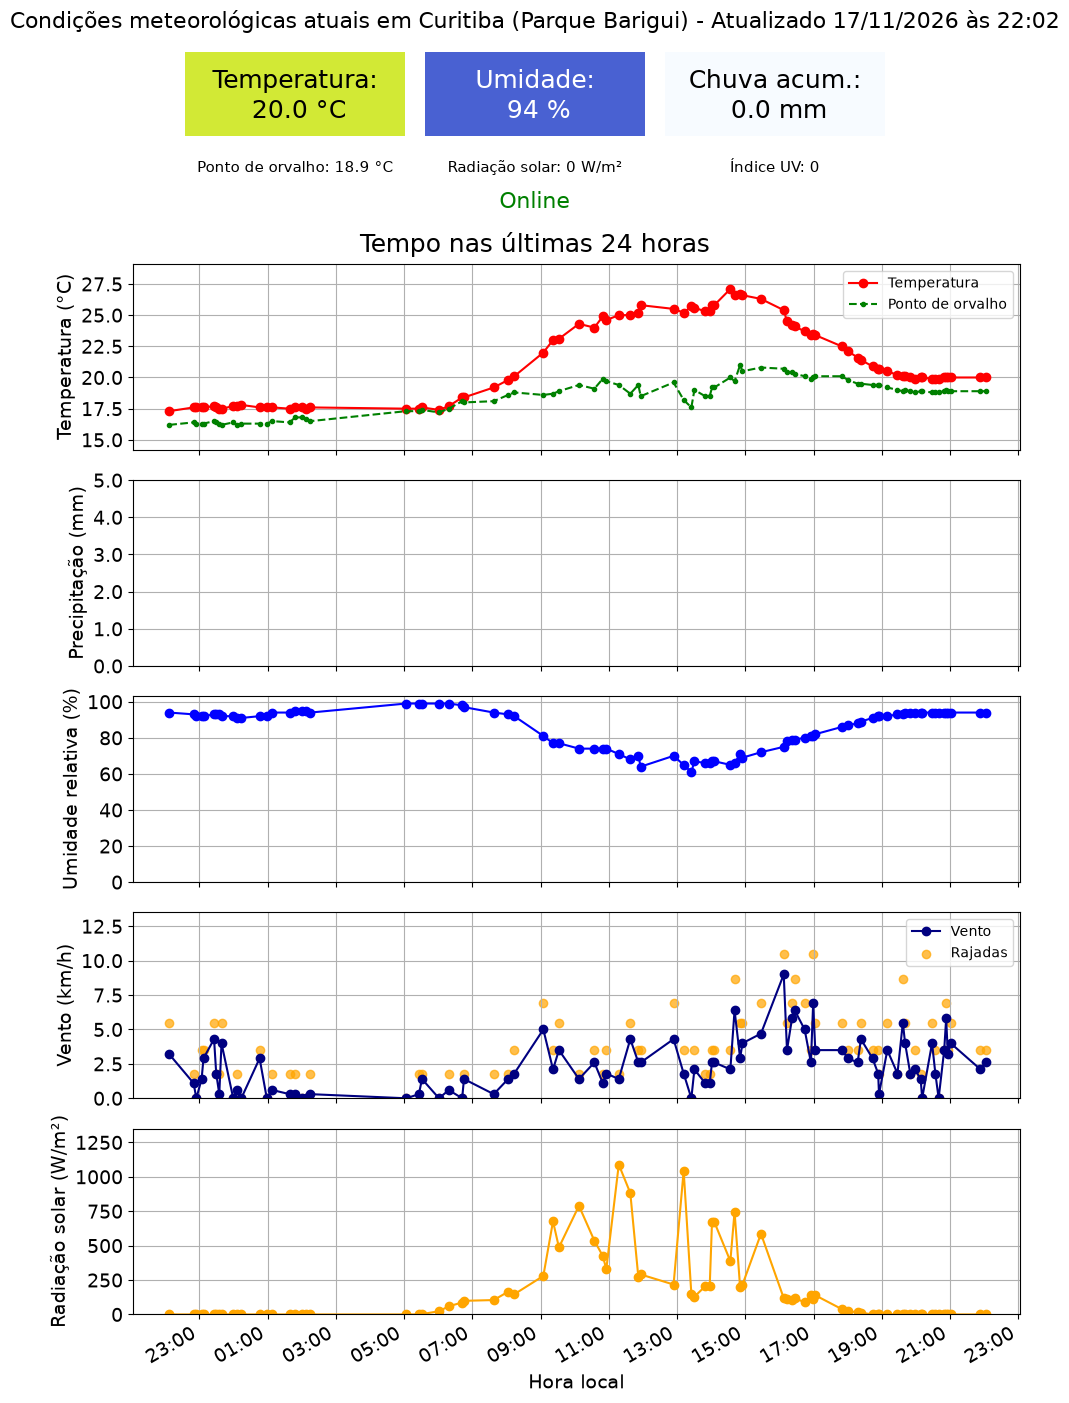 Condições meteorológicas atuais em Curitiba (Parque Barigui) - Atualizado 17/11/2026 às 22:02
Temperatura:
20.0 °C
Umidade:
94 %
Chuva acum.:
0.0 mm
Ponto de orvalho: 18.9 °C
Radiação solar: 0 W/m²
Índice UV: 0
Online
Tempo nas últimas 24 horas
Temperatura (°C)
27.5
25.0
22.5
20.0
17.5
15.0
Temperatura
Ponto de orvalho
Precipitação (mm)
5.0
4.0
3.0
2.0
1.0
0.0
Umidade relativa (%)
100
80
60
40
20
0
Vento (km/h)
12.5
10.0
7.5
5.0
2.5
0.0
Vento
Rajadas
Radiação solar (W/m²)
1250
1000
750
500
250
0
23:00 01:00 03:00 05:00 07:00 09:00 11:00 13:00 15:00 17:00 19:00 21:00 23:00
Hora local